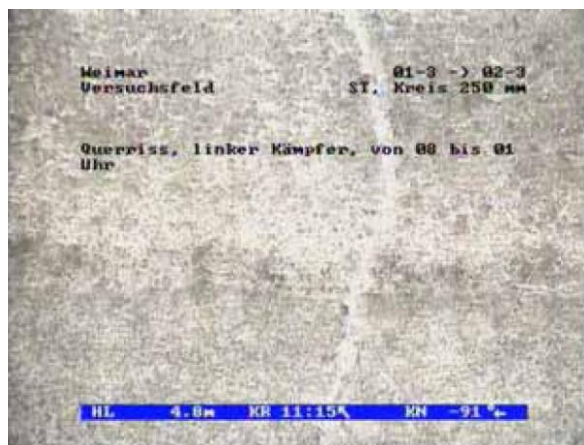 Weimar 01-3 -> 02-3
Versuchsfeld ST, Kreis 250 mm
Querriss, linker Kämpfer, von 08 bis 01
Uhr
HL 4.8m KR 11:15↖ KN -91°←